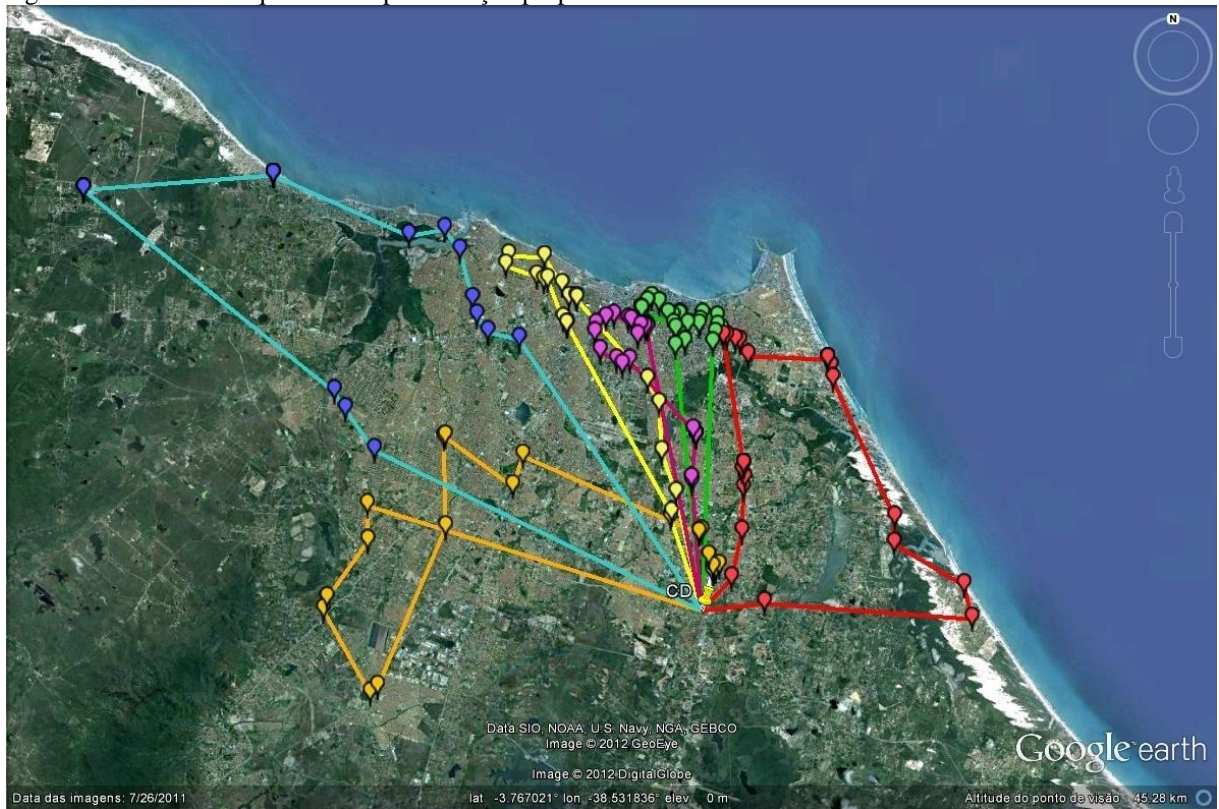 N
CD
Data SIO, NOAA, U.S. Navy, NGA, GEBCO
Image © 2012 GeoEye
Image © 2012 DigitalGlobe
Google earth
Data das imagens: 7/26/2011 lat -3.767021° lon -38.531836° elev 0 m Altitude do ponto de visão 45.28 km